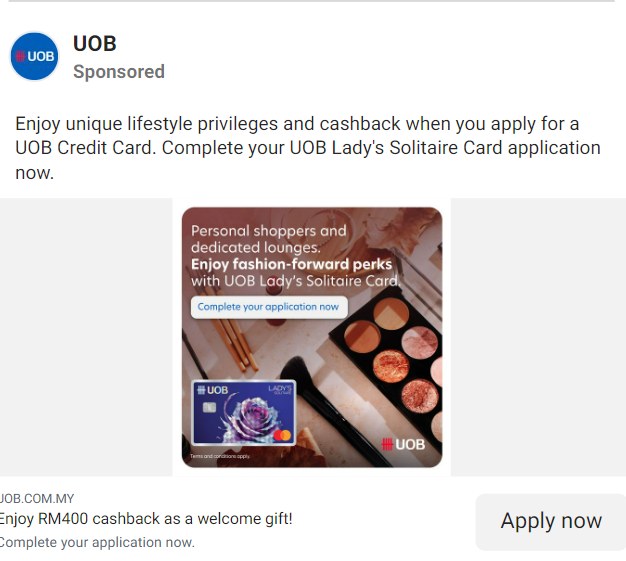 UOB
UOB
Sponsored
Enjoy unique lifestyle privileges and cashback when you apply for a
UOB Credit Card. Complete your UOB Lady's Solitaire Card application
now.
Personal shoppers and
dedicated lounges.
Enjoy fashion-forward perks
with UOB Lady's Solitaire Card.
Complete your application now
UOB
LADY'S
SOLITAIRE
UOB
Terms and conditions apply.
UOB.COM.MY
Enjoy RM400 cashback as a welcome gift!
Complete your application now.
Apply now